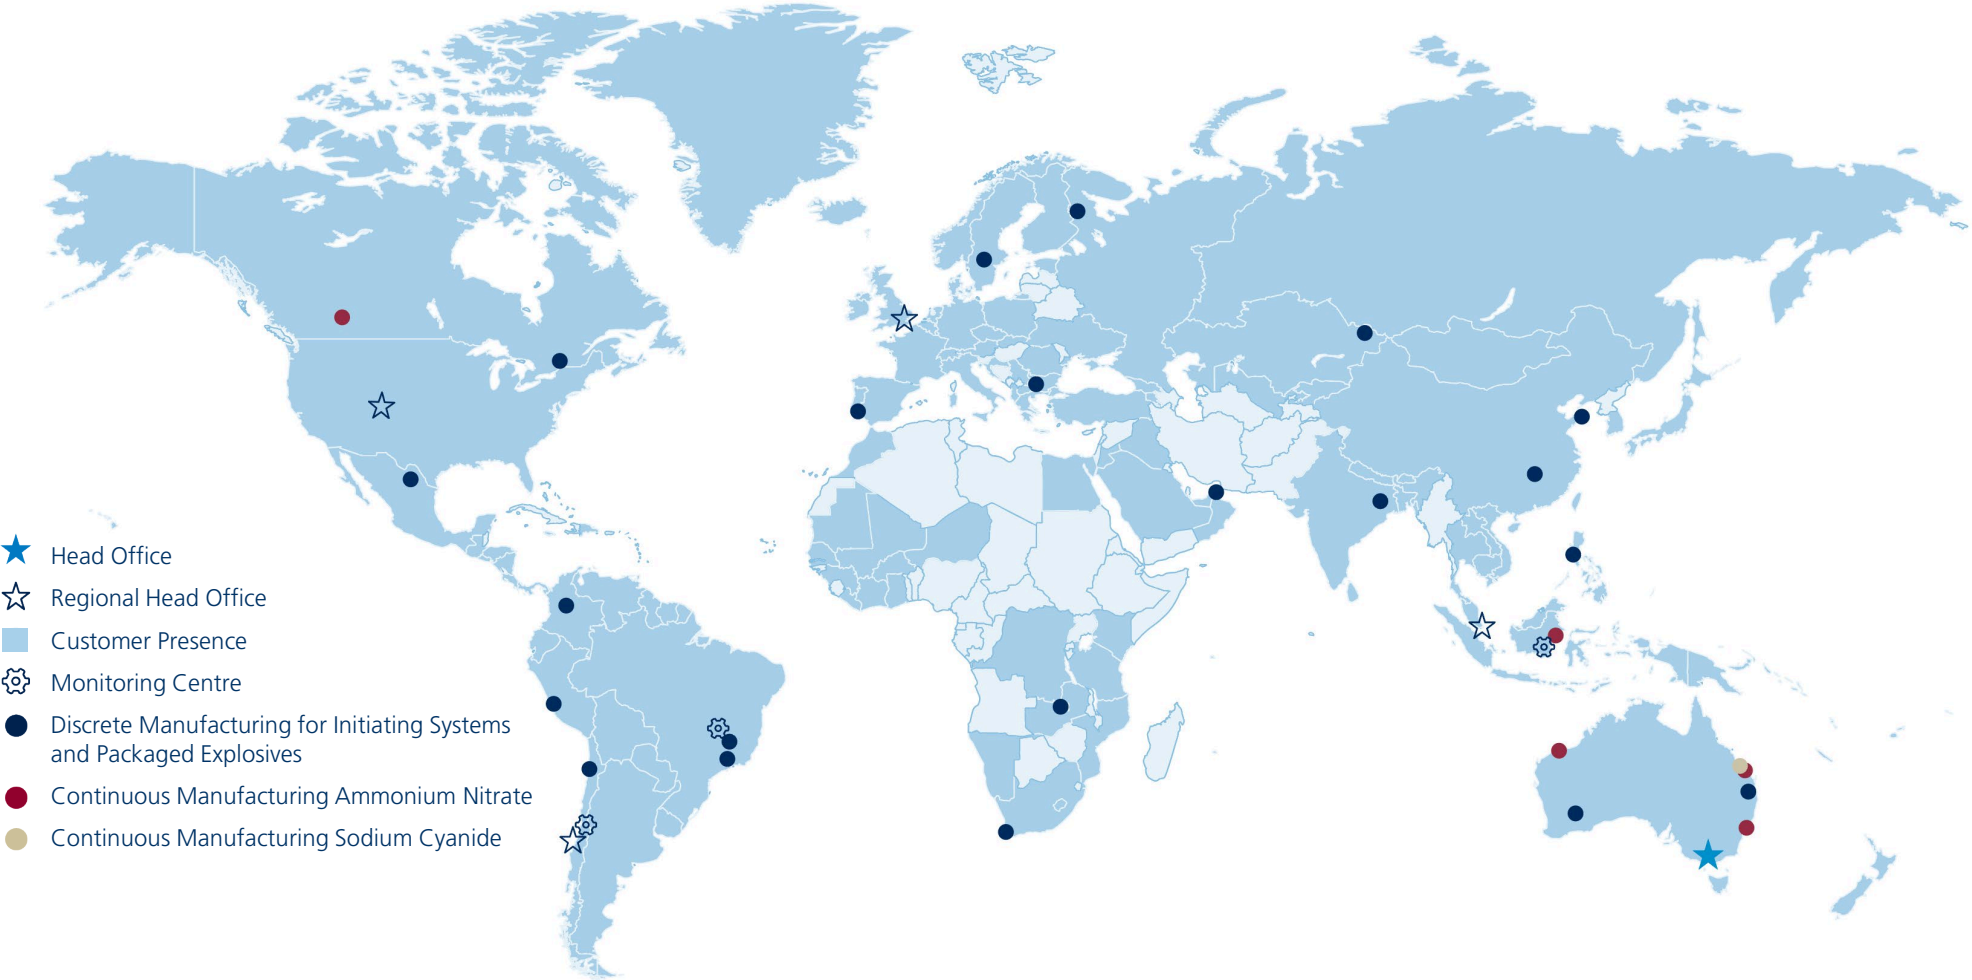 Head Office
Regional Head Office
Customer Presence
Monitoring Centre
Discrete Manufacturing for Initiating Systems
and Packaged Explosives
Continuous Manufacturing Ammonium Nitrate
Continuous Manufacturing Sodium Cyanide